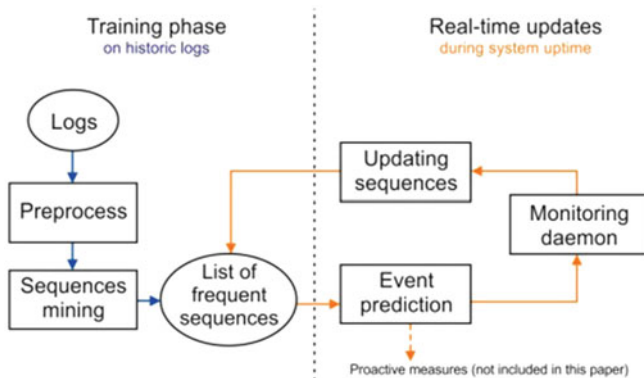 Training phase
on historic logs
Real-time updates
during system uptime
Logs
Preprocess
Sequences
mining
List of
frequent
sequences
Updating
sequences
Monitoring
daemon
Event
prediction
Proactive measures (not included in this paper)